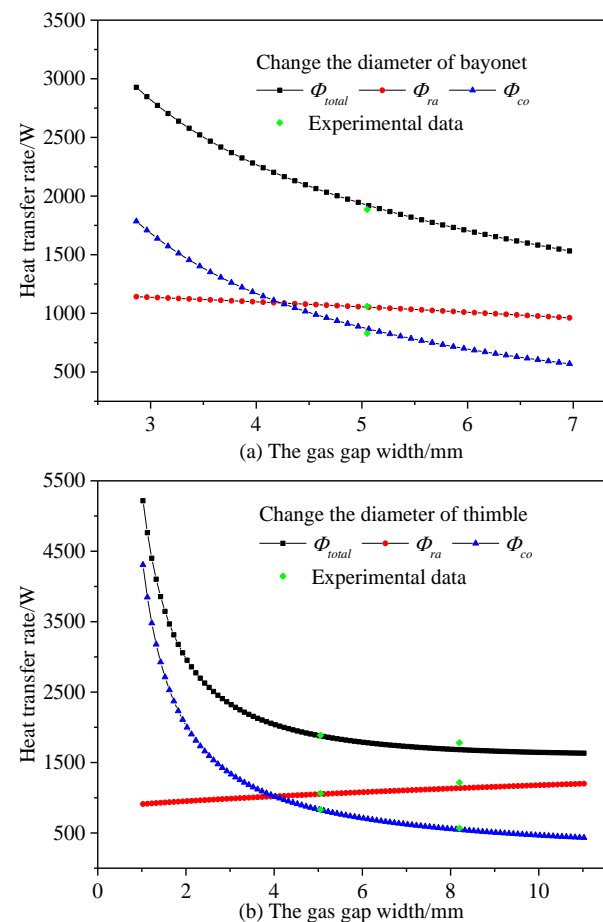 3500
3000
2500
2000
1500
1000
500
Heat transfer rate/W
Change the diameter of bayonet
Φtotal Φra Φco
Experimental data
3 4 5 6 7
(a) The gas gap width/mm
5500
4500
3500
2500
1500
500
Heat transfer rate/W
Change the diameter of thimble
Φtotal Φra Φco
Experimental data
0 2 4 6 8 10
(b) The gas gap width/mm